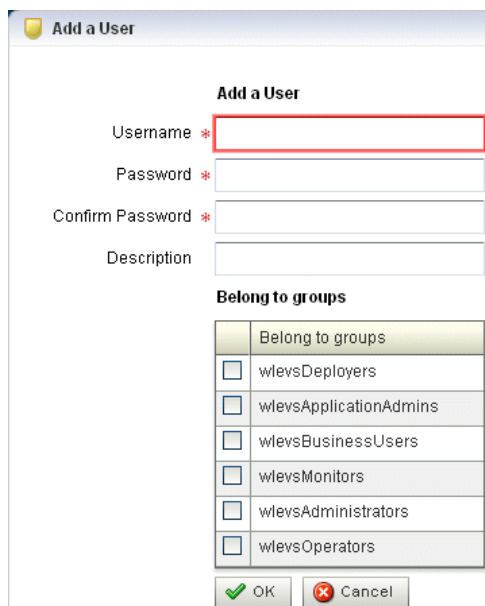 Add a User
Add a User
Username *
Password *
Confirm Password *
Description
Belong to groups
Belong to groups
wlevsDeployers
wlevsApplicationAdmins
wlevsBusinessUsers
wlevsMonitors
wlevsAdministrators
wlevsOperators
OK Cancel